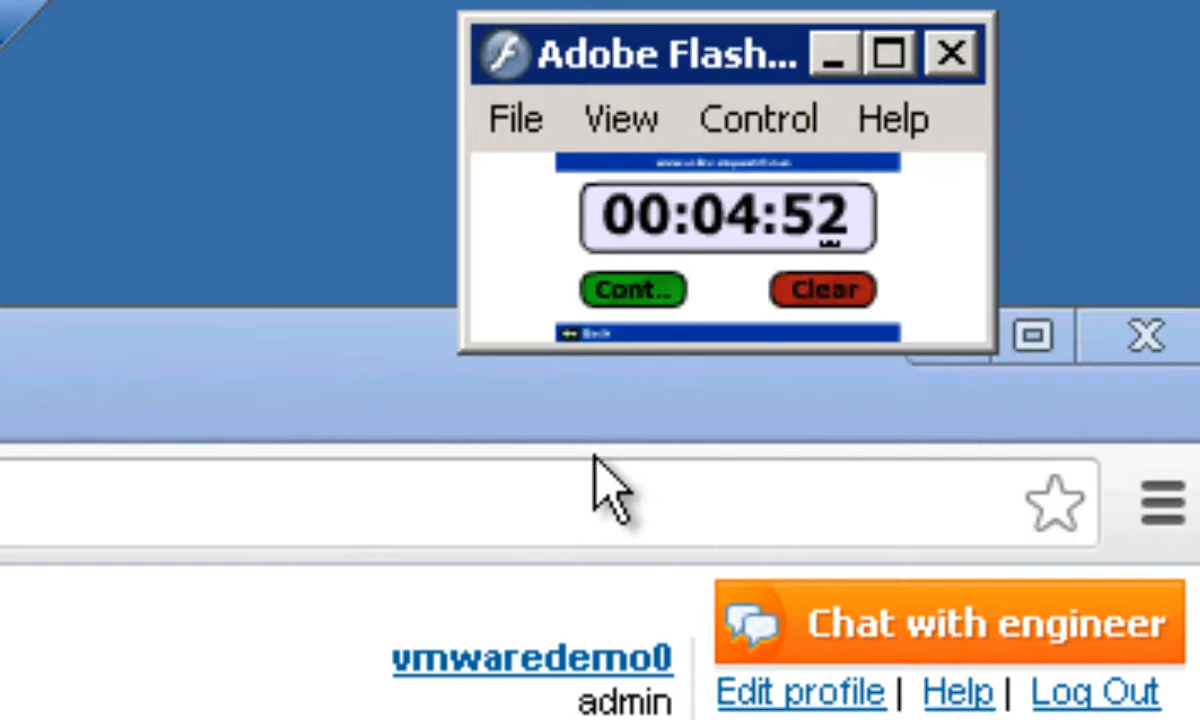 Adobe Flash...
File View Control Help
00:04:52
Cont..
Clear
Back
Chat with engineer
vmwaredemo0
admin
Edit profile | Help | Log Out